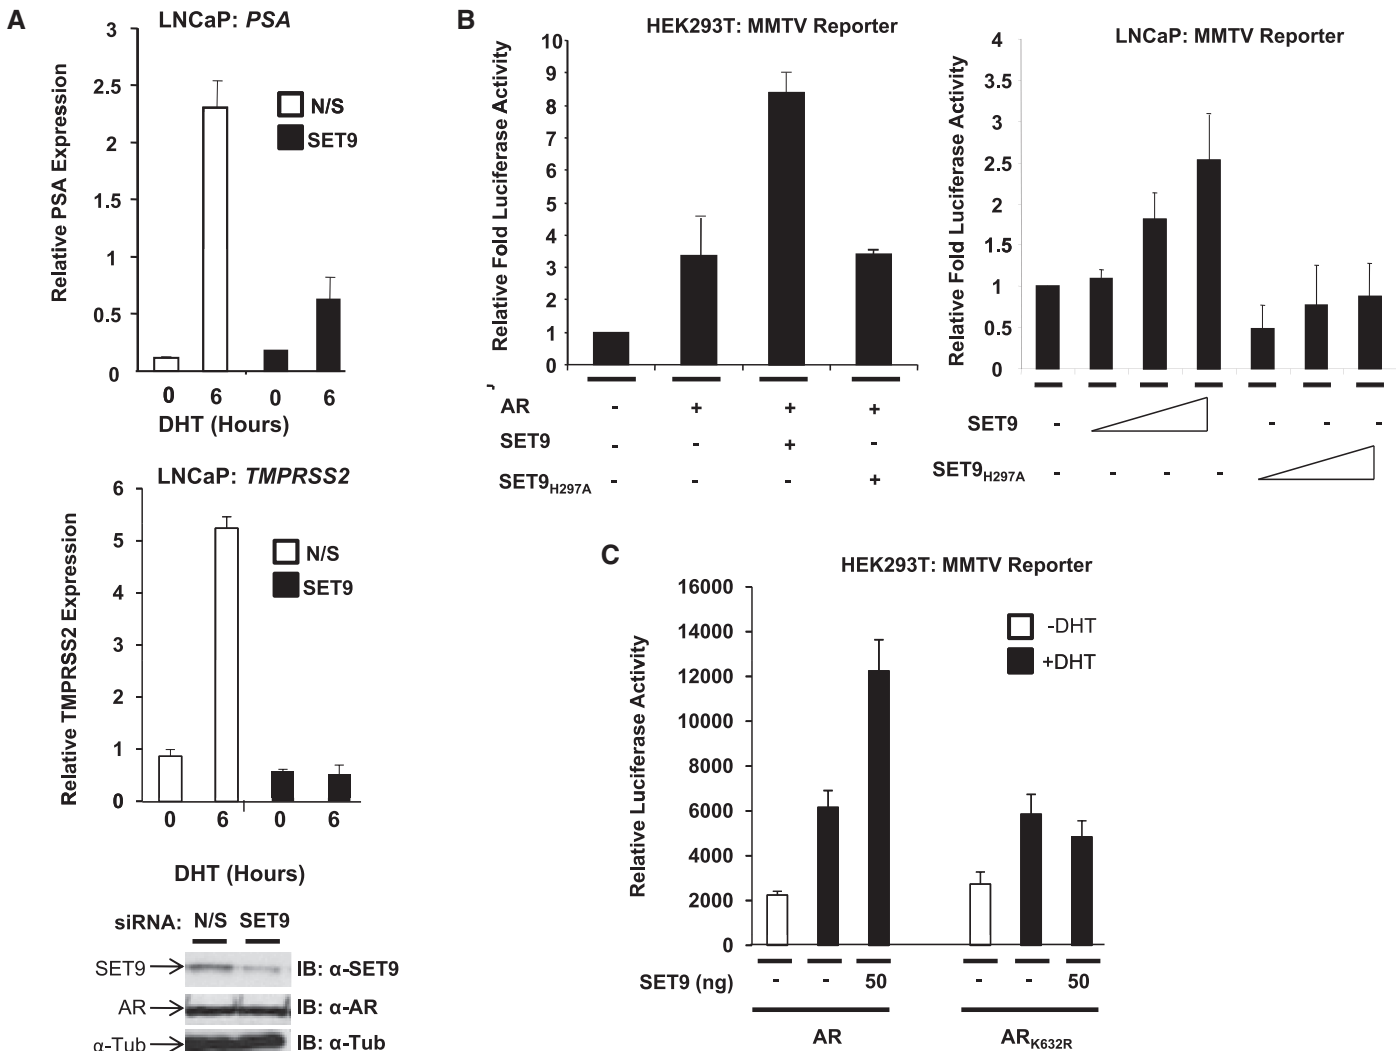 A
LNCaP: PSA
3
2.5
2
1.5
1
0.5
0
Relative PSA Expression
N/S
SET9
0 6 0 6
DHT (Hours)
LNCaP: TMPRSS2
6
5
4
3
2
1
0
Relative TMPRSS2 Expression
N/S
SET9
0 6 0 6
DHT (Hours)
siRNA: N/S SET9
SET9 IB: α-SET9
AR IB: α-AR
α-Tub IB: α-Tub
B
HEK293T: MMTV Reporter
10
9
8
7
6
5
4
3
2
1
0
Relative Fold Luciferase Activity
AR - + + +
SET9 - - + -
SET9H297A - - - +
LNCaP: MMTV Reporter
4
3.5
3
2.5
2
1.5
1
0.5
0
Relative Fold Luciferase Activity
SET9 - - - -
SET9H297A - - - -
C
HEK293T: MMTV Reporter
16000
14000
12000
10000
8000
6000
4000
2000
0
Relative Luciferase Activity
-DHT
+DHT
SET9 (ng) - - 50 - - 50
AR ARK632R